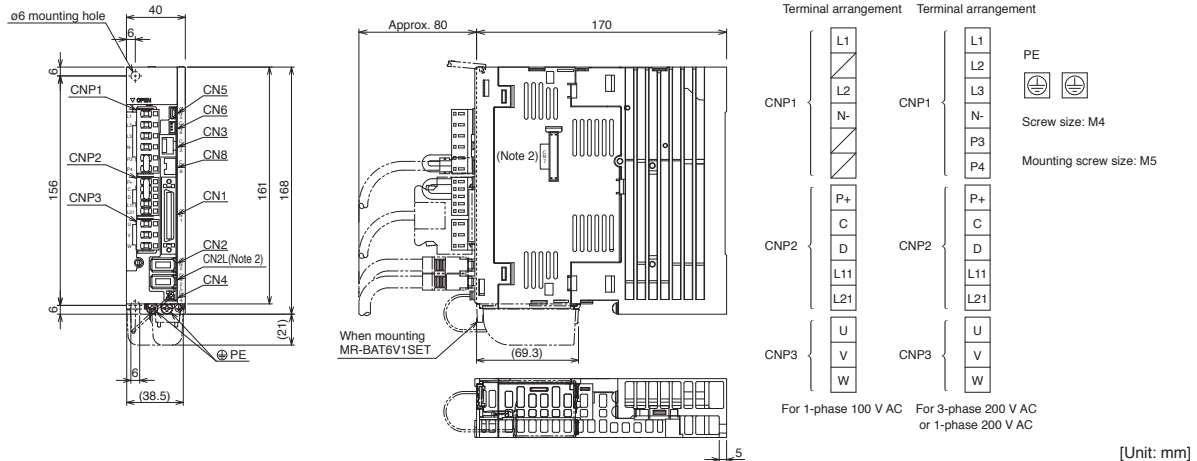 ø6 mounting hole
40
6
6
CNP1
▽ OPEN
CNP2
CNP3
156
CN5
CN6
CN3
CN8
CN1
CN2
CN2L(Note 2)
CN4
161
168
6
(21)
PE
6
(38.5)
Approx. 80
170
(Note 2)
When mounting
MR-BAT6V1SET
(69.3)
5
Terminal arrangement
CNP1
L1
L2
N-
CNP2
P+
C
D
L11
L21
CNP3
U
V
W
For 1-phase 100 V AC
Terminal arrangement
CNP1
L1
L2
L3
N-
P3
P4
CNP2
P+
C
D
L11
L21
CNP3
U
V
W
For 3-phase 200 V AC
or 1-phase 200 V AC
PE
Screw size: M4
Mounting screw size: M5
[Unit: mm]